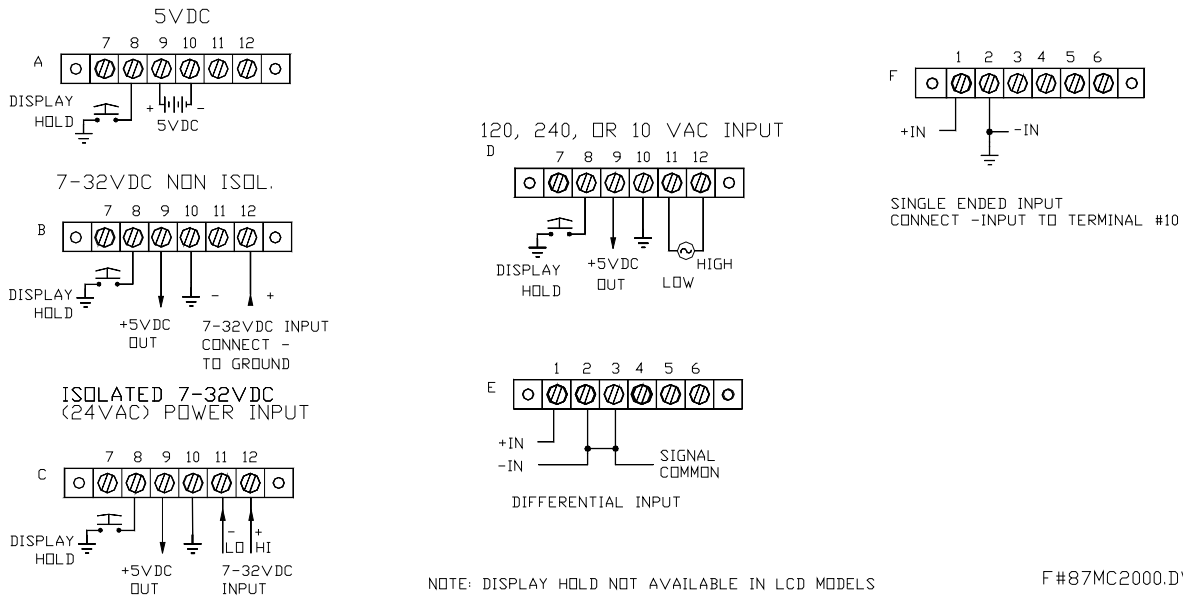 5VDC
7 8 9 10 11 12
A
DISPLAY
HOLD
+ -
5VDC
7-32VDC NON ISOL.
7 8 9 10 11 12
B
DISPLAY
HOLD
- +
+5VDC
OUT
7-32VDC INPUT
CONNECT -
TO GROUND
ISOLATED 7-32VDC
(24VAC) POWER INPUT
7 8 9 10 11 12
C
DISPLAY
HOLD
- +
LO HI
+5VDC
OUT
7-32VDC
INPUT
120, 240, OR 10 VAC INPUT
D
7 8 9 10 11 12
DISPLAY
HOLD
+5VDC
OUT
LOW
HIGH
1 2 3 4 5 6
E
+IN
-IN
SIGNAL
COMMON
DIFFERENTIAL INPUT
1 2 3 4 5 6
F
+IN
-IN
SINGLE ENDED INPUT
CONNECT -INPUT TO TERMINAL #10
NOTE: DISPLAY HOLD NOT AVAILABLE IN LCD MODELS